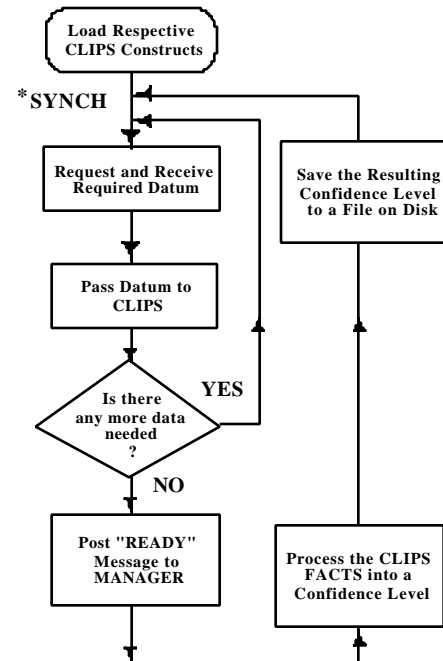 Load Respective
CLIPS Constructs
*SYNCH
Request and Receive
Required Datum
Pass Datum to
CLIPS
Is there
any more data
needed
?
YES
NO
Post "READY"
Message to
MANAGER
Save the Resulting
Confidence Level
to a File on Disk
Process the CLIPS
FACTS into a
Confidence Level